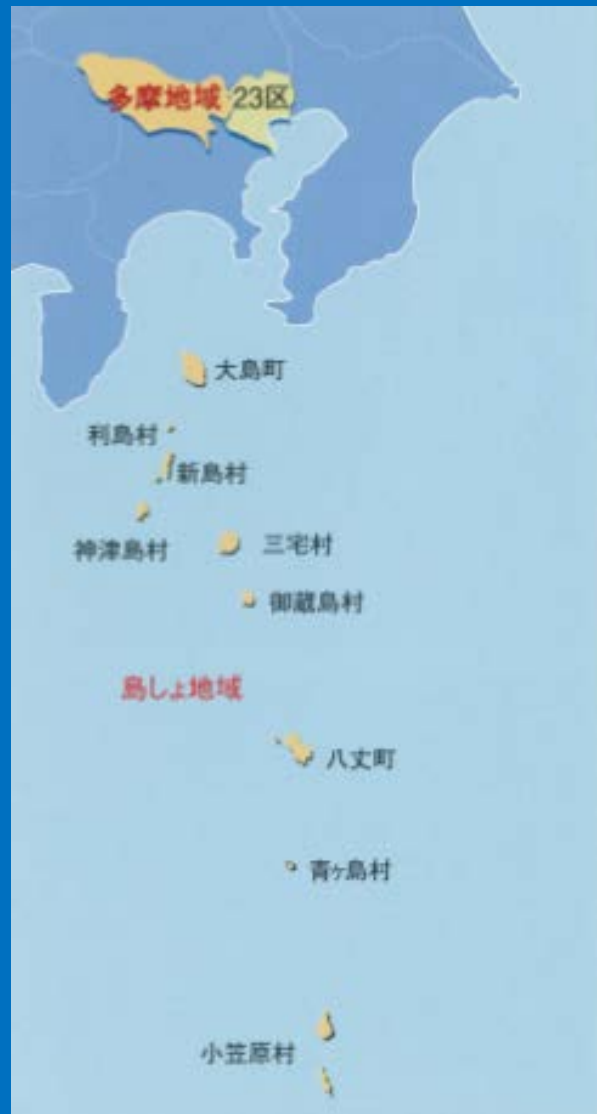 多摩地域
23区
大島町
利島村
新島村
神津島村
三宅村
御蔵島村
島しょ地域
八丈町
青ヶ島村
小笠原村